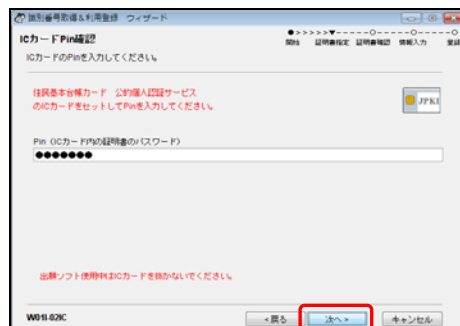 識別番号取得&利用登録 ウィザード
ICカードPin確認
開始 証明書指定 証明書確認 情報入力 登録
ICカードのPinを入力してください。
住民基本台帳カード 公的個人認証サービス
のICカードをセットしてPinを入力してください。
JPKI
Pin (ICカード内の証明書のパスワード)
●●●●●●●
出願ソフト使用中はICカードを抜かないでください。
W01I-02IC
<戻る 次へ> キャンセル